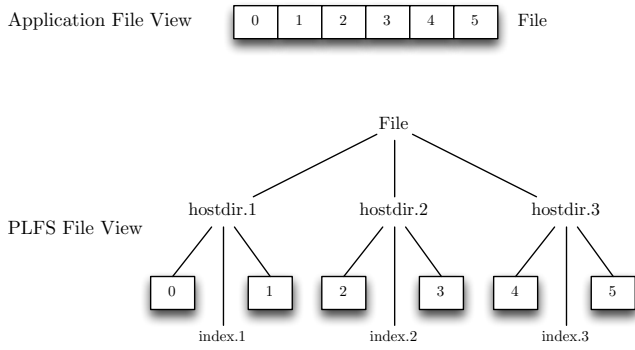 Application File View 0 1 2 3 4 5 File
File
hostdir.1 hostdir.2 hostdir.3
PLFS File View
0 1 2 3 4 5
index.1 index.2 index.3